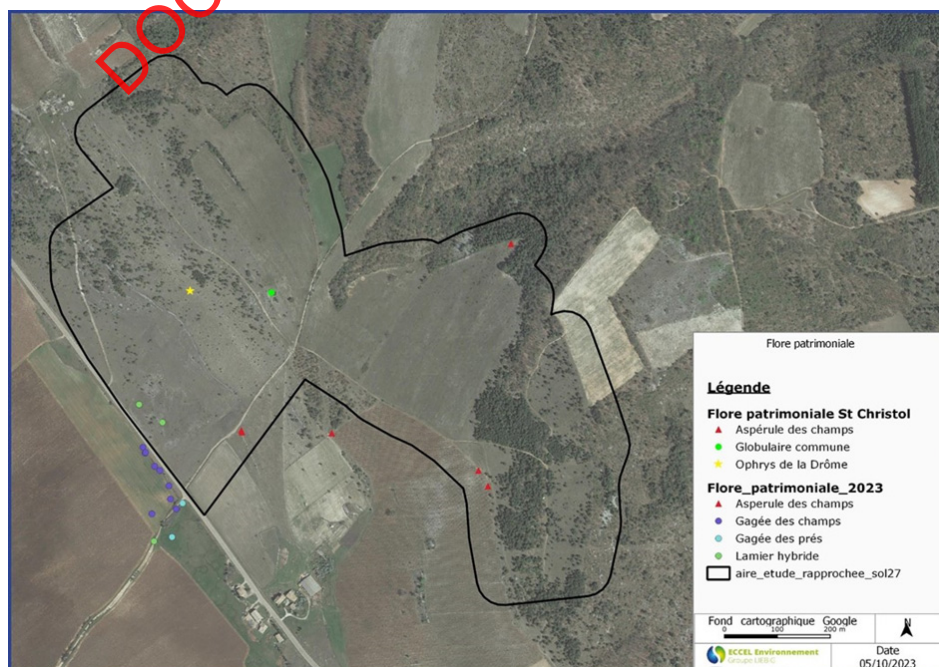 DOC
Flore patrimoniale
Légende
Flore patrimoniale St Christol
Aspérule des champs
Globulaire commune
Ophrys de la Drôme
Flore_patrimoniale_2023
Asperule des champs
Gagée des champs
Gagée des prés
Lamier hybride
aire_etude_rapprochee_sol27
Fond cartographique Google
0 100 200 m
N
ECCEL Environnement
Date
05/10/2023